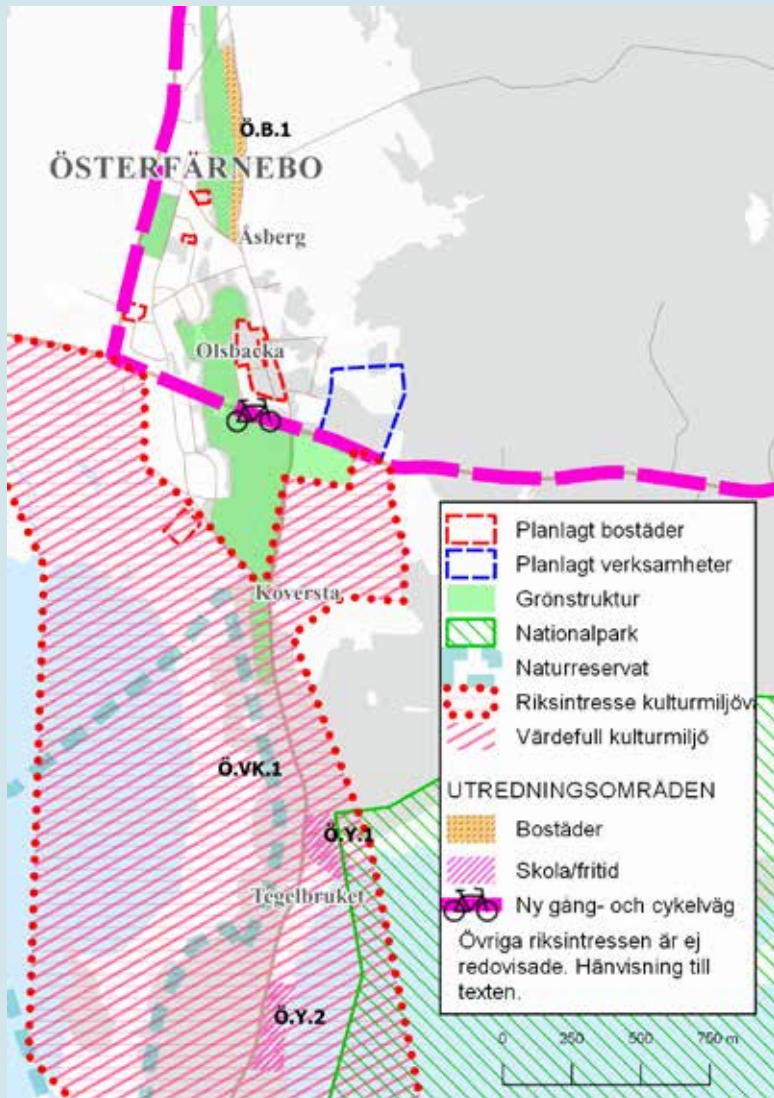 Ö.B.1
ÖSTERFÄRNEBO
Åsberg
Olsbacka
Koversta
Ö.VK.1
Ö.Y.1
Tegelbruket
Ö.Y.2
Planlagt bostäder
Planlagt verksamheter
Grönstruktur
Nationalpark
Naturreservat
Riksintresse kulturmiljöv
Värdefull kulturmiljö
UTREDNINGSOMRÅDEN
Bostäder
Skola/fritid
Ny gång- och cykelväg
Övriga riksintressen är ej
redovisade. Hänvisning till
texten.
0 250 500 750 m